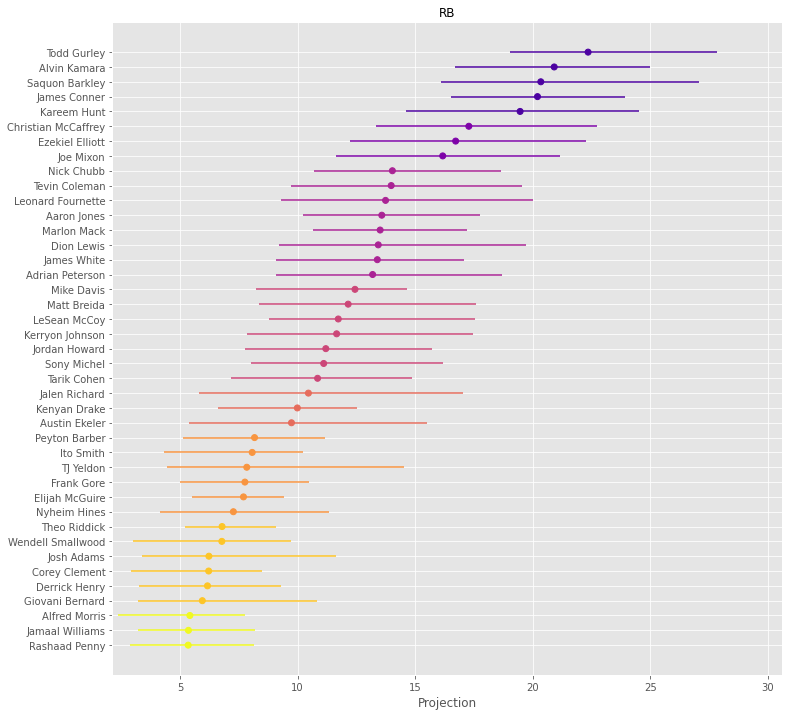 RB
Todd Gurley
Alvin Kamara
Saquon Barkley
James Conner
Kareem Hunt
Christian McCaffrey
Ezekiel Elliott
Joe Mixon
Nick Chubb
Tevin Coleman
Leonard Fournette
Aaron Jones
Marlon Mack
Dion Lewis
James White
Adrian Peterson
Mike Davis
Matt Breida
LeSean McCoy
Kerryon Johnson
Jordan Howard
Sony Michel
Tarik Cohen
Jalen Richard
Kenyan Drake
Austin Ekeler
Peyton Barber
Ito Smith
TJ Yeldon
Frank Gore
Elijah McGuire
Nyheim Hines
Theo Riddick
Wendell Smallwood
Josh Adams
Corey Clement
Derrick Henry
Giovani Bernard
Alfred Morris
Jamaal Williams
Rashaad Penny
5 10 15 20 25 30
Projection